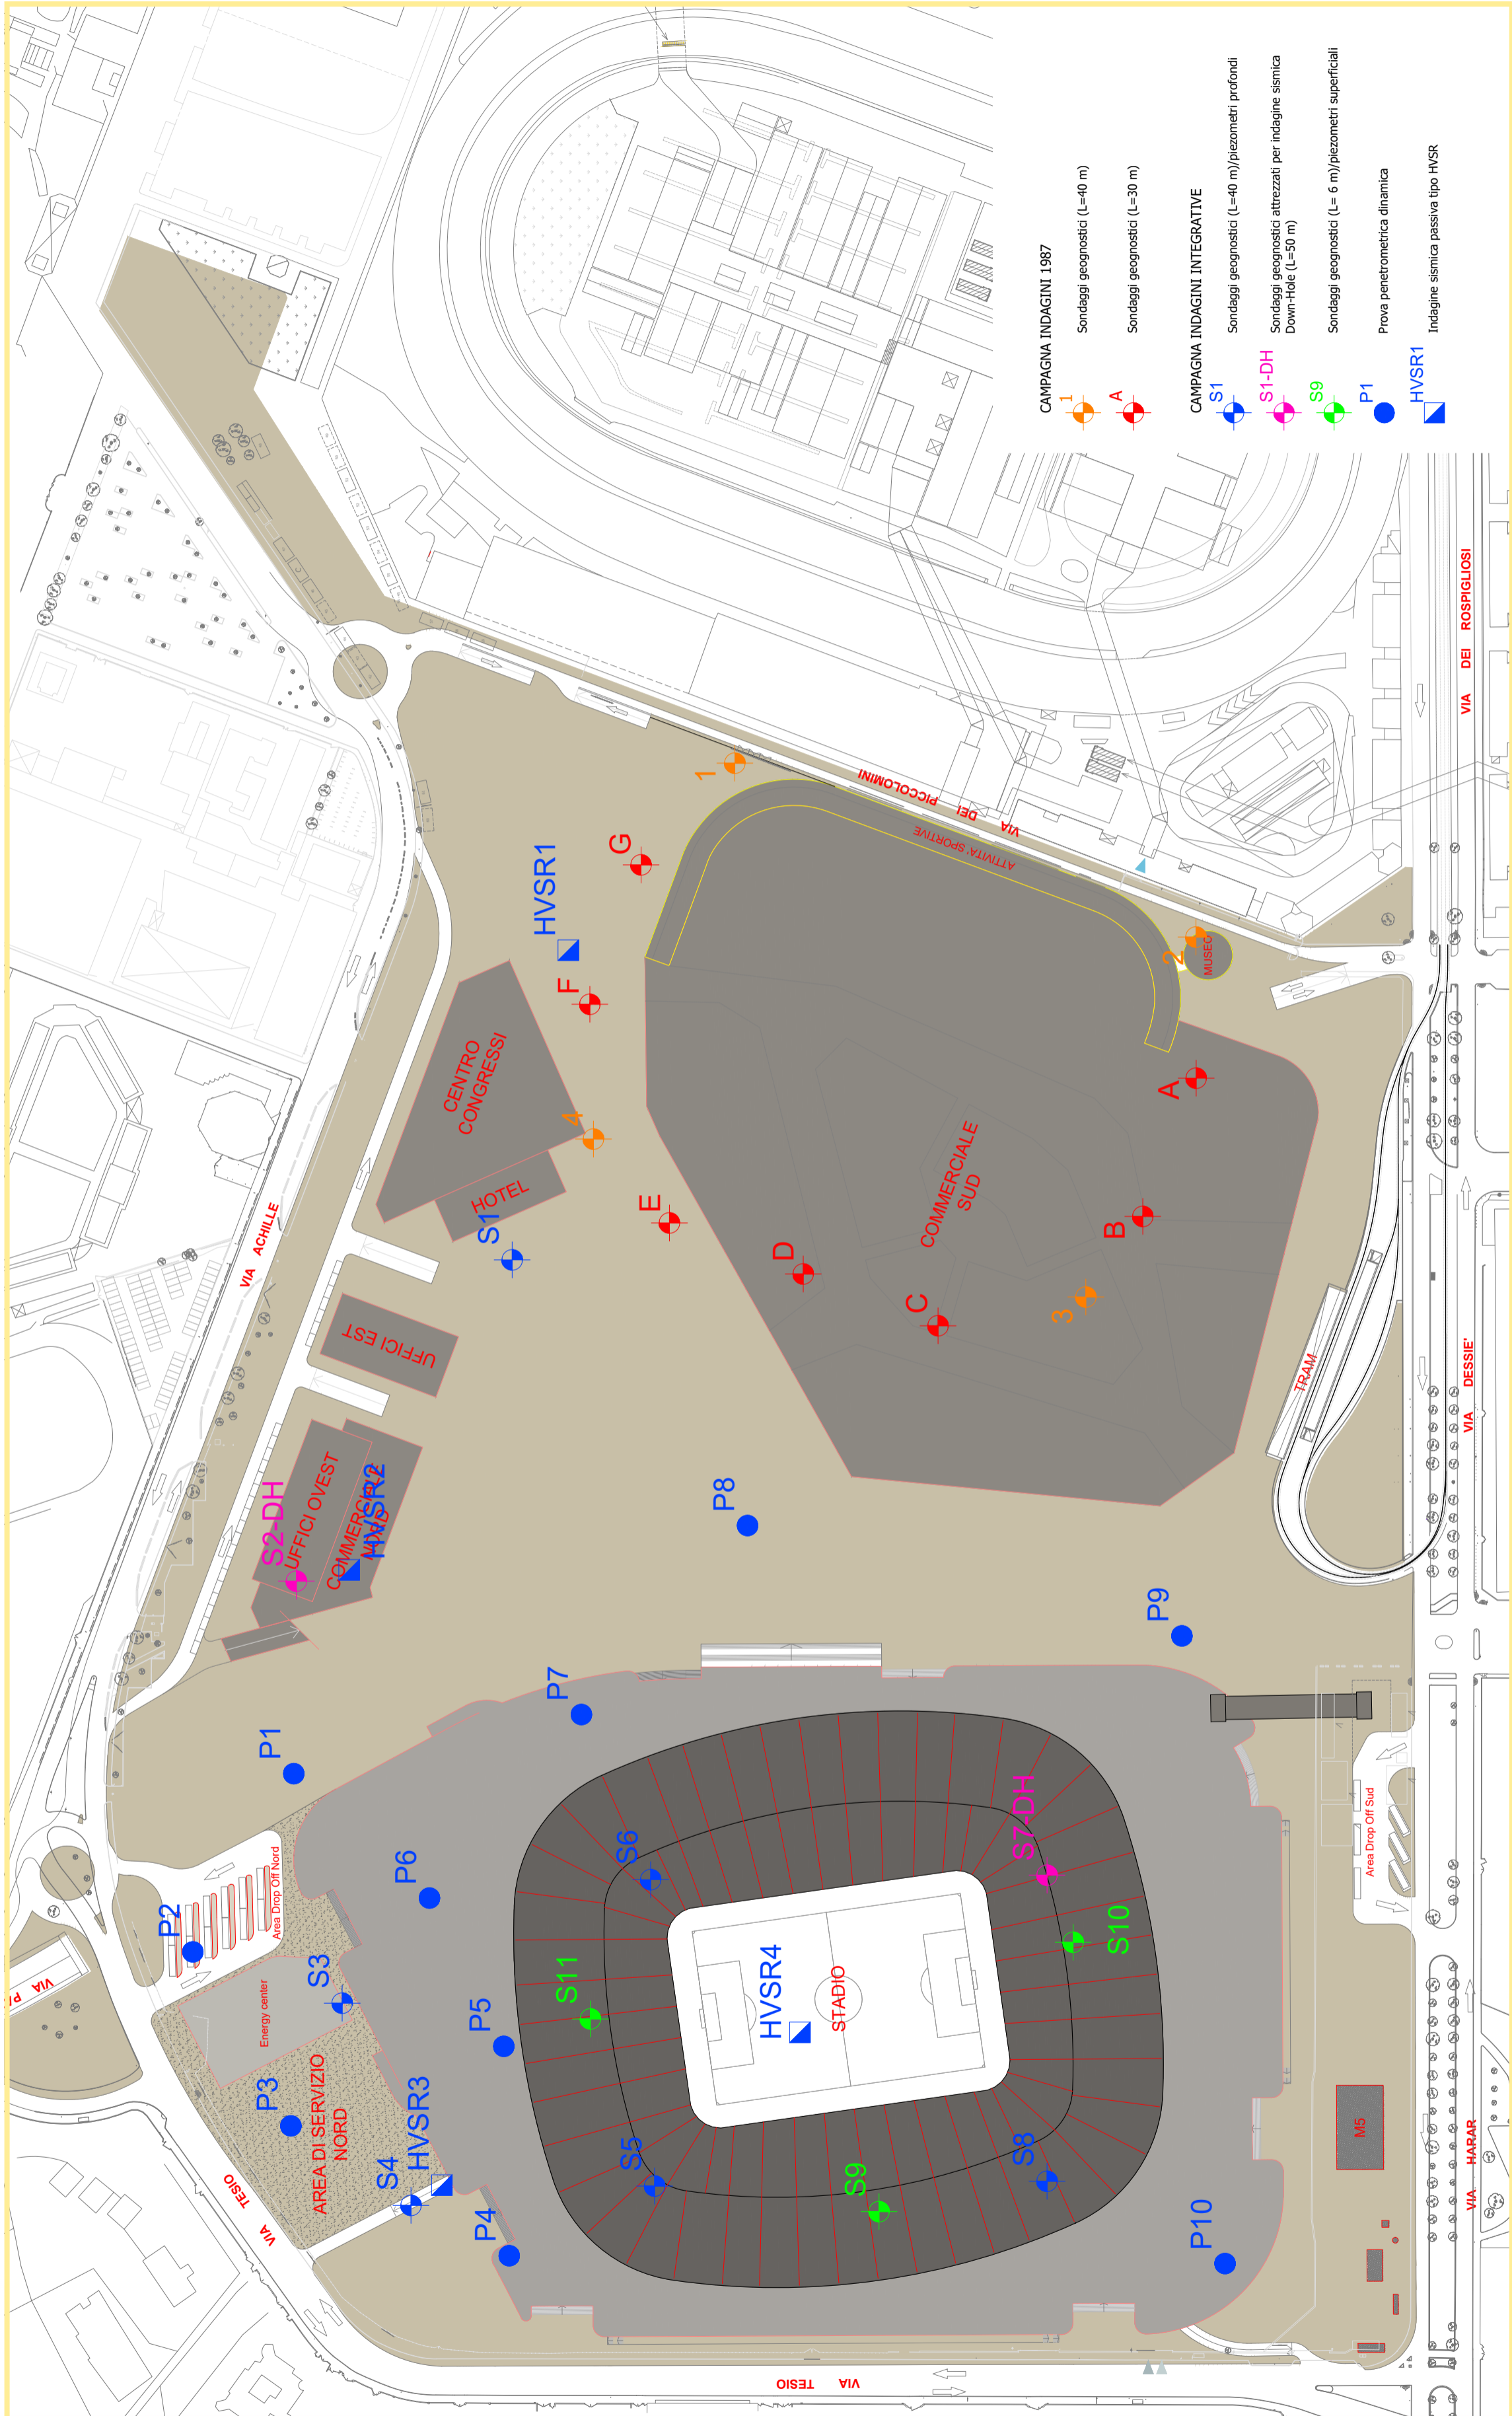 CAMPAGNA INDAGINI 1987
1
Sondaggi geognostici (L=40 m)
A
Sondaggi geognostici (L=30 m)
CAMPAGNA INDAGINI INTEGRATIVE
S1
Sondaggi geognostici (L=40 m)/piezometri profondi
S1-DH
Sondaggi geognostici attrezzati per indagine sismica
Down-Hole (L=50 m)
S9
Sondaggi geognostici (L= 6 m)/piezometri superficiali
P1
Prova penetrometrica dinamica
HVSR1
Indagine sismica passiva tipo HVSR
VIA TESIO
VIA ACHILLE
VIA
P2
Area Drop Off Nord
P1
S2-DH
UFFICI OVEST
COMMERCIALE
NORD
HVSR2
UFFICI EST
HOTEL
CENTRO
CONGRESSI
S1
4
F
HVSR1
G
1
E
D
C
COMMERCIALE
SUD
3
B
A
2
MUSEO
ATTIVITA' SPORTIVE
VIA DEI PICCOLOMINI
P3
Energy center
AREA DI SERVIZIO
NORD
S3
S4
HVSR3
P4
P5
P6
P7
P8
P9
S5
S6
S11
S9
HVSR4
STADIO
S7-DH
S10
S8
P10
M5
Area Drop Off Sud
TRAM
VIA TESIO
VIA HARAR
VIA DESSIE'
VIA DEI ROSPIGLIOSI